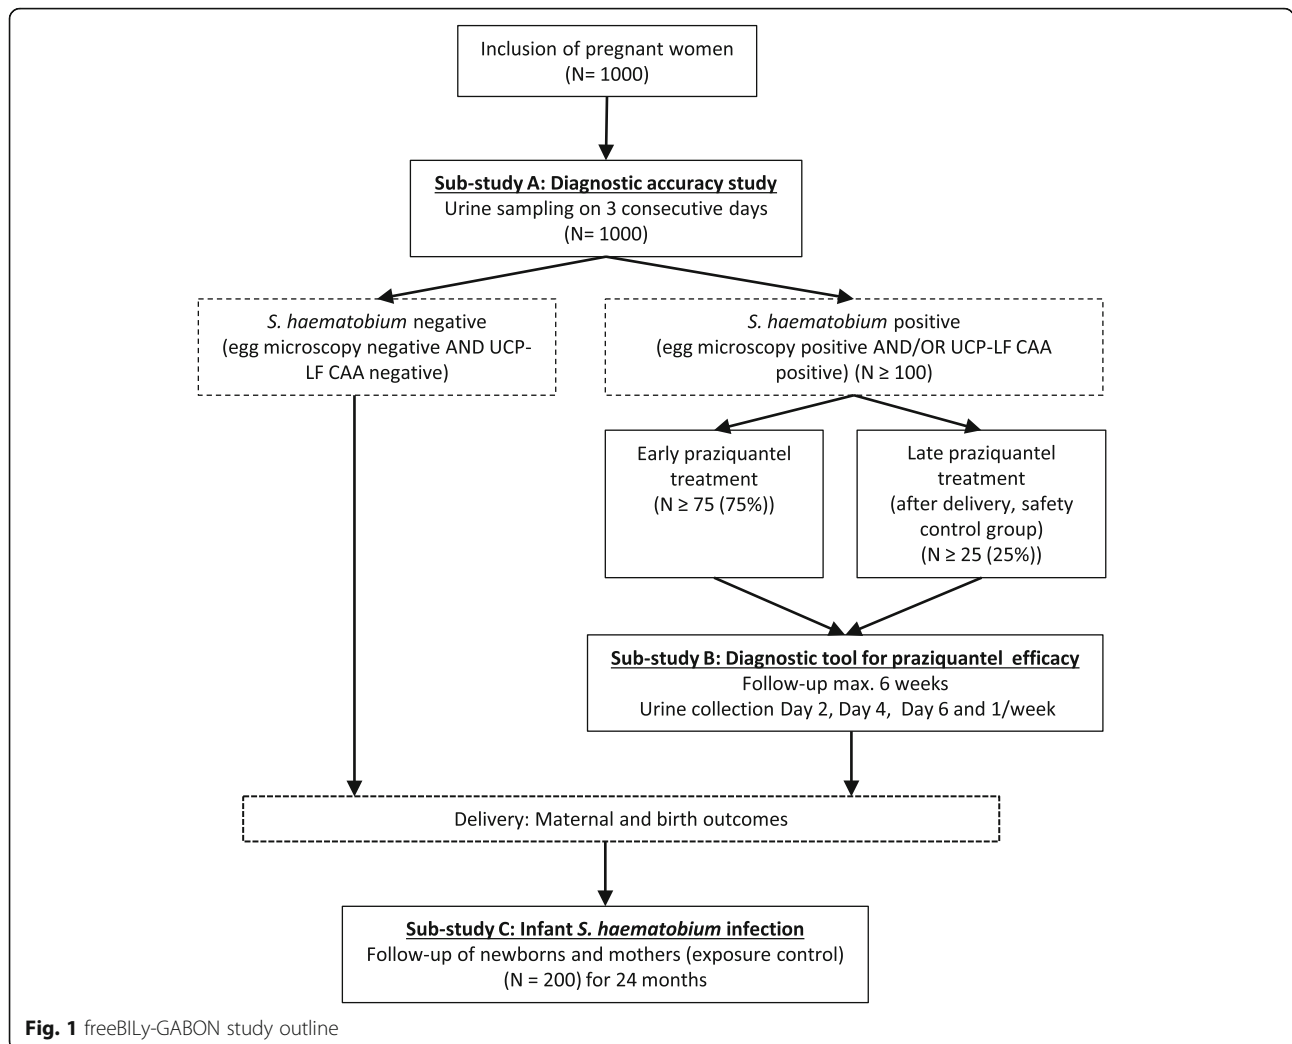 Inclusion of pregnant women
(N= 1000)
Sub-study A: Diagnostic accuracy study
Urine sampling on 3 consecutive days
(N= 1000)
S. haematobium negative
(egg microscopy negative AND UCP-
LF CAA negative)
S. haematobium positive
(egg microscopy positive AND/OR UCP-LF CAA
positive) (N ≥ 100)
Early praziquantel
treatment
(N ≥ 75 (75%))
Late praziquantel
treatment
(after delivery, safety
control group)
(N ≥ 25 (25%))
Sub-study B: Diagnostic tool for praziquantel efficacy
Follow-up max. 6 weeks
Urine collection Day 2, Day 4, Day 6 and 1/week
Delivery: Maternal and birth outcomes
Sub-study C: Infant S. haematobium infection
Follow-up of newborns and mothers (exposure control)
(N = 200) for 24 months
Fig. 1 freeBILy-GABON study outline